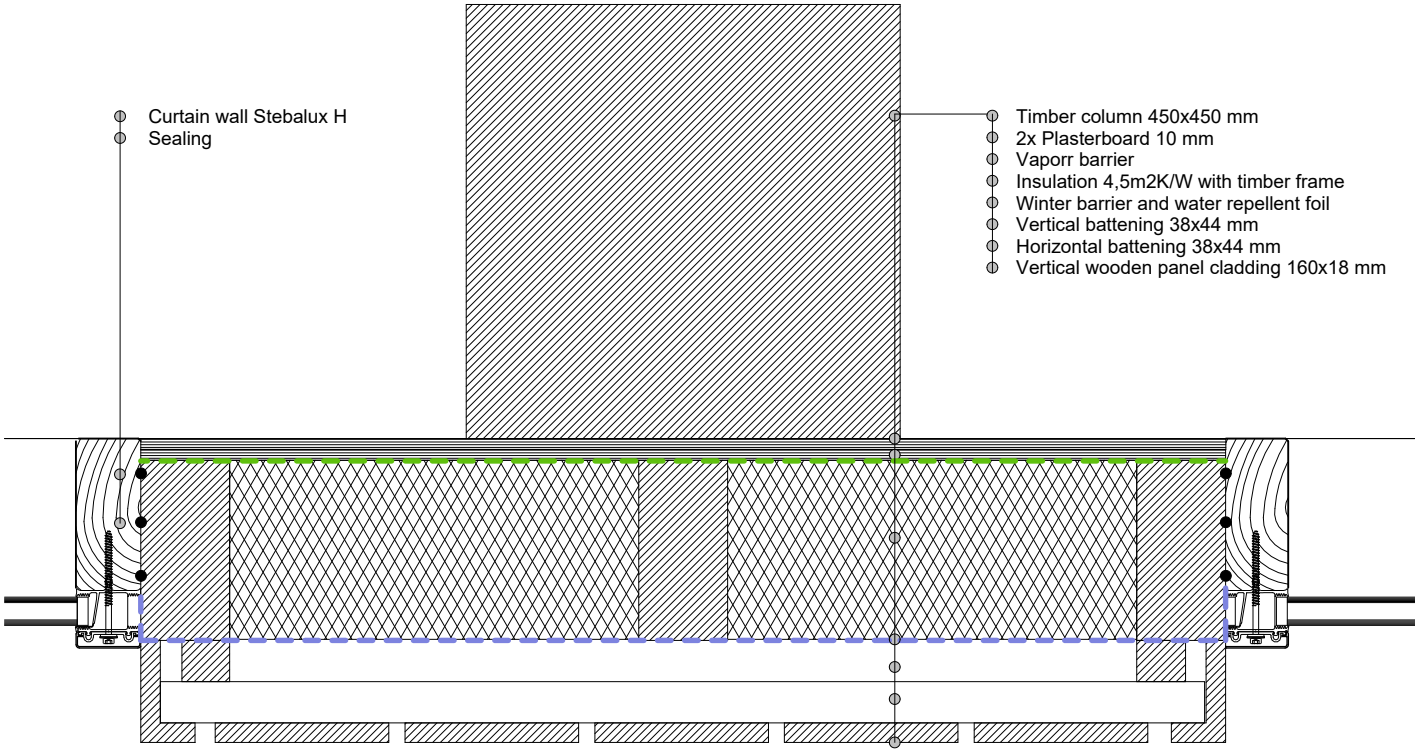 Curtain wall Stebalux H
Sealing
Timber column 450x450 mm
2x Plasterboard 10 mm
Vaporr barrier
Insulation 4,5m2K/W with timber frame
Winter barrier and water repellent foil
Vertical battening 38x44 mm
Horizontal battening 38x44 mm
Vertical wooden panel cladding 160x18 mm